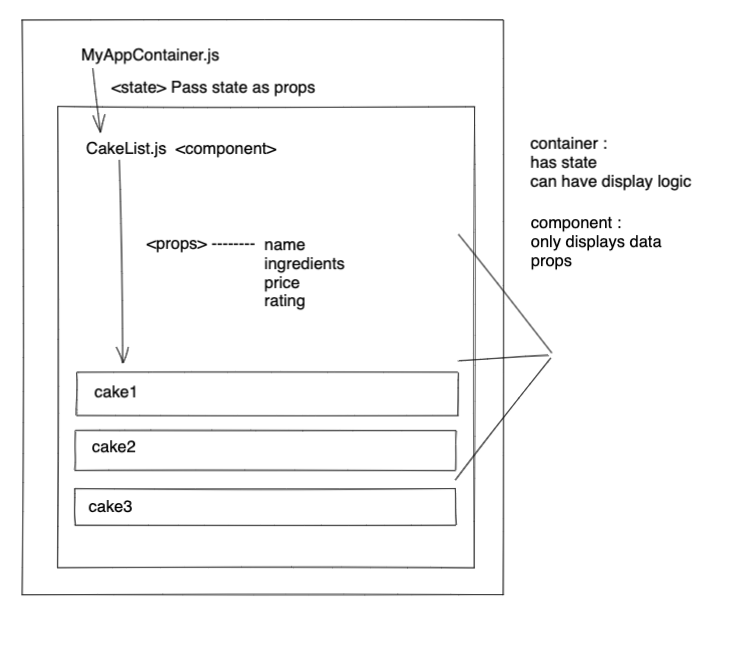 MyAppContainer.js
<state> Pass state as props
CakeList.js <component>
<props> -------- name
ingredients
price
rating
cake1
cake2
cake3
container :
has state
can have display logic
component :
only displays data
props